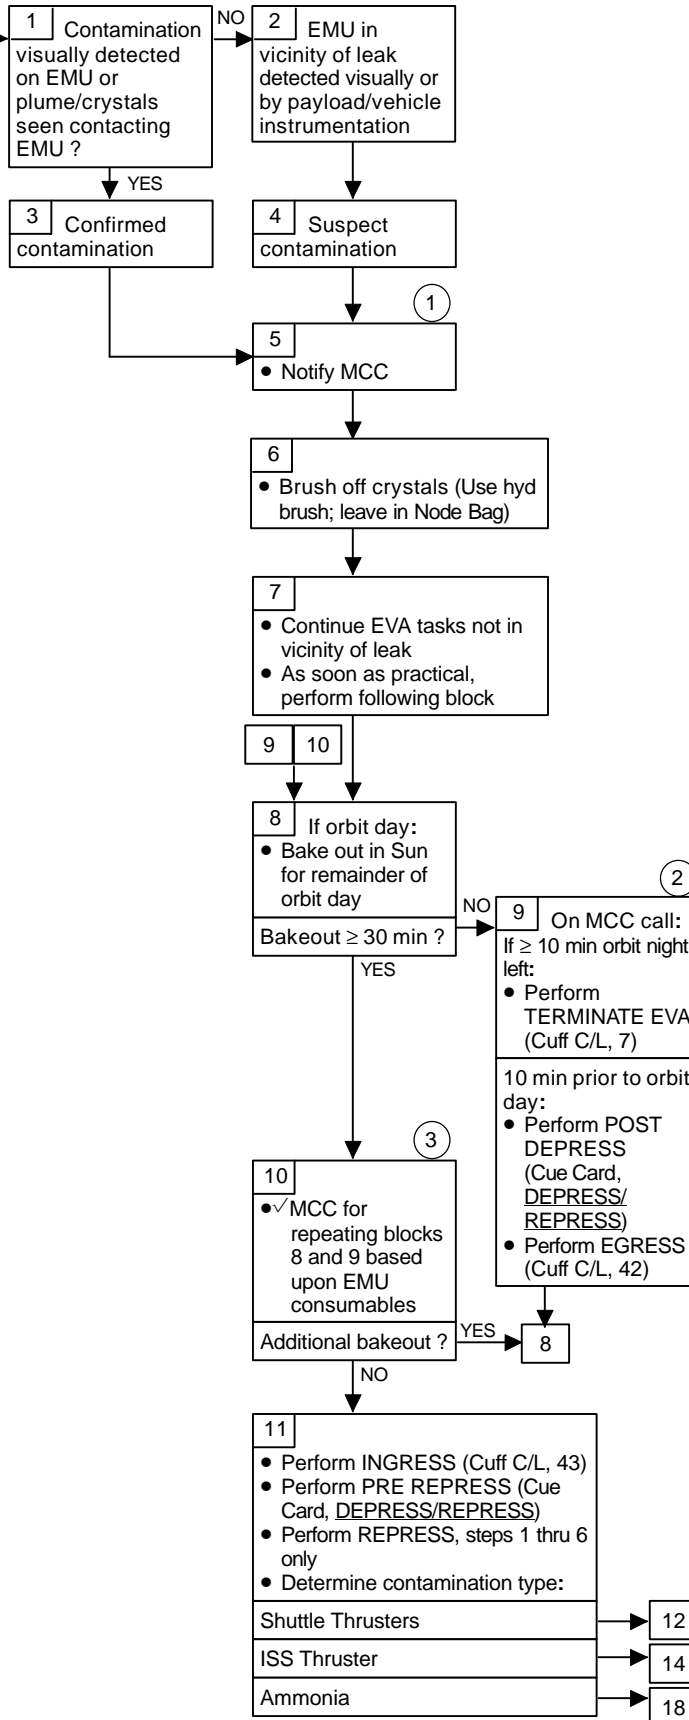 1 Contamination
visually detected
on EMU or
plume/crystals
seen contacting
EMU ?
NO
2 EMU in
vicinity of leak
detected visually or
by payload/vehicle
instrumentation
YES
3 Confirmed
contamination
4 Suspect
contamination
1
5
● Notify MCC
6
● Brush off crystals (Use hyd
brush; leave in Node Bag)
7
● Continue EVA tasks not in
vicinity of leak
● As soon as practical,
perform following block
9 10
8 If orbit day:
● Bake out in Sun
for remainder of
orbit day
Bakeout ≥ 30 min ?
NO
YES
2
9 On MCC call:
If ≥ 10 min orbit night
left:
● Perform
TERMINATE EVA
(Cuff C/L, 7)
10 min prior to orbit
day:
● Perform POST
DEPRESS
(Cue Card,
DEPRESS/
REPRESS)
● Perform EGRESS
(Cuff C/L, 42)
3
10
●√MCC for
repeating blocks
8 and 9 based
upon EMU
consumables
Additional bakeout ?
YES
8
NO
11
● Perform INGRESS (Cuff C/L, 43)
● Perform PRE REPRESS (Cue
Card, DEPRESS/REPRESS)
● Perform REPRESS, steps 1 thru 6
only
● Determine contamination type:
Shuttle Thrusters 12
ISS Thruster 14
Ammonia 18